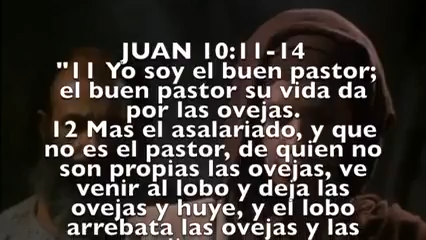 JUAN 10:11-14
"11 Yo soy el buen pastor;
el buen pastor su vida da
por las ovejas.
12 Mas el asalariado, y que
no es el pastor, de quien no
son propias las ovejas, ve
venir al lobo y deja las
ovejas y huye, y el lobo
arrebata las ovejas y las